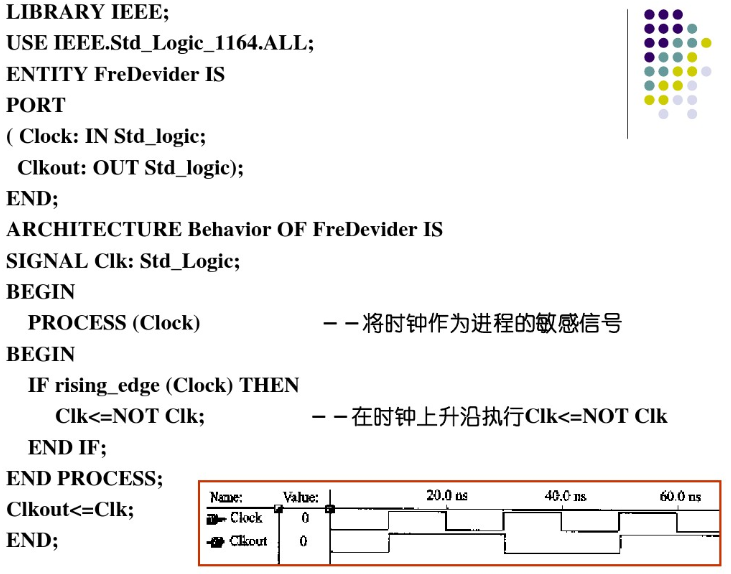 LIBRARY IEEE;
USE IEEE.Std_Logic_1164.ALL;
ENTITY FreDevider IS
PORT
( Clock: IN Std_logic;
Clkout: OUT Std_logic);
END;
ARCHITECTURE Behavior OF FreDevider IS
SIGNAL Clk: Std_Logic;
BEGIN
PROCESS (Clock) －－将时钟作为进程的敏感信号
BEGIN
IF rising_edge (Clock) THEN
Clk<=NOT Clk; －－在时钟上升沿执行Clk<=NOT Clk
END IF;
END PROCESS;
Clkout<=Clk;
END;
Name: Value: 20.0 ns 40.0 ns 60.0 ns
Clock 0
Clkout 0